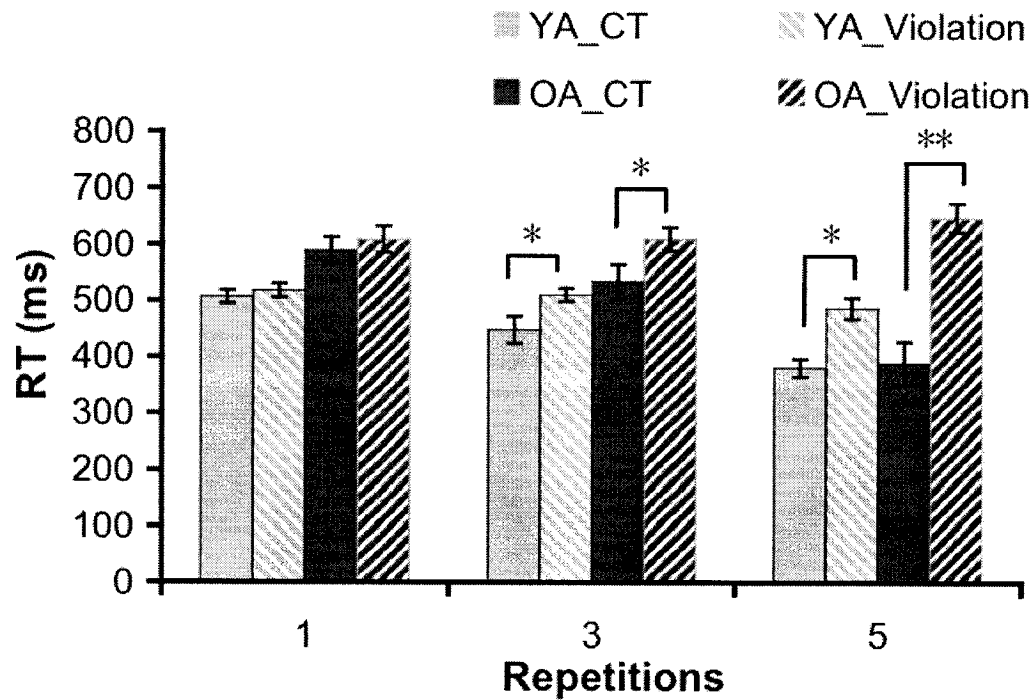 YA_CT YA_Violation
OA_CT OA_Violation
800
700
600
500
400
300
200
100
0
RT (ms)
* * * **
1 3 5
Repetitions